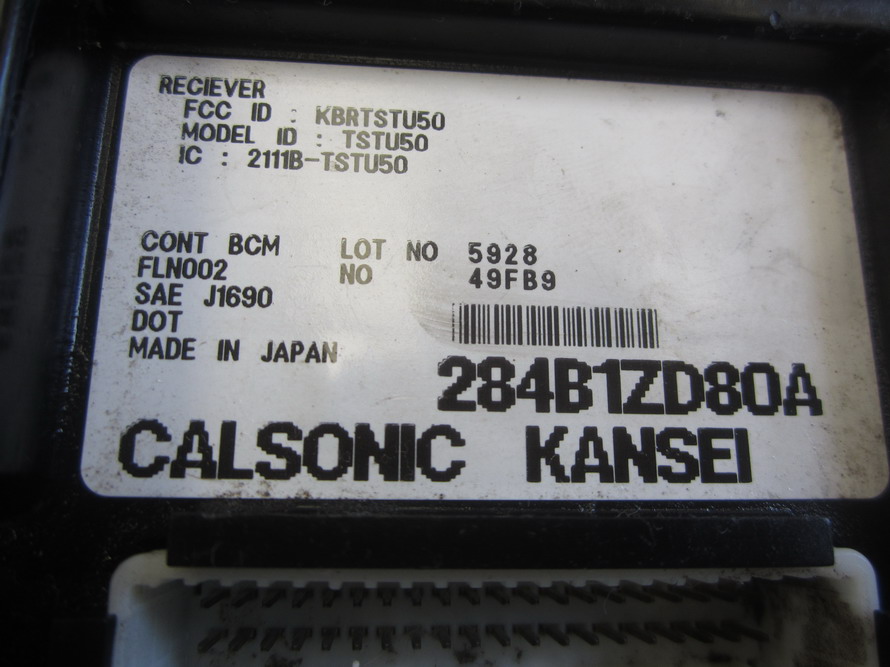 RECIEVER
FCC ID : KBRTSTU50
MODEL ID : TSTU50
IC : 2111B-TSTU50
CONT BCM LOT NO 5928
FLN002 NO 49FB9
SAE J1690
DOT
MADE IN JAPAN
284B1ZD80A
CALSONIC KANSEI